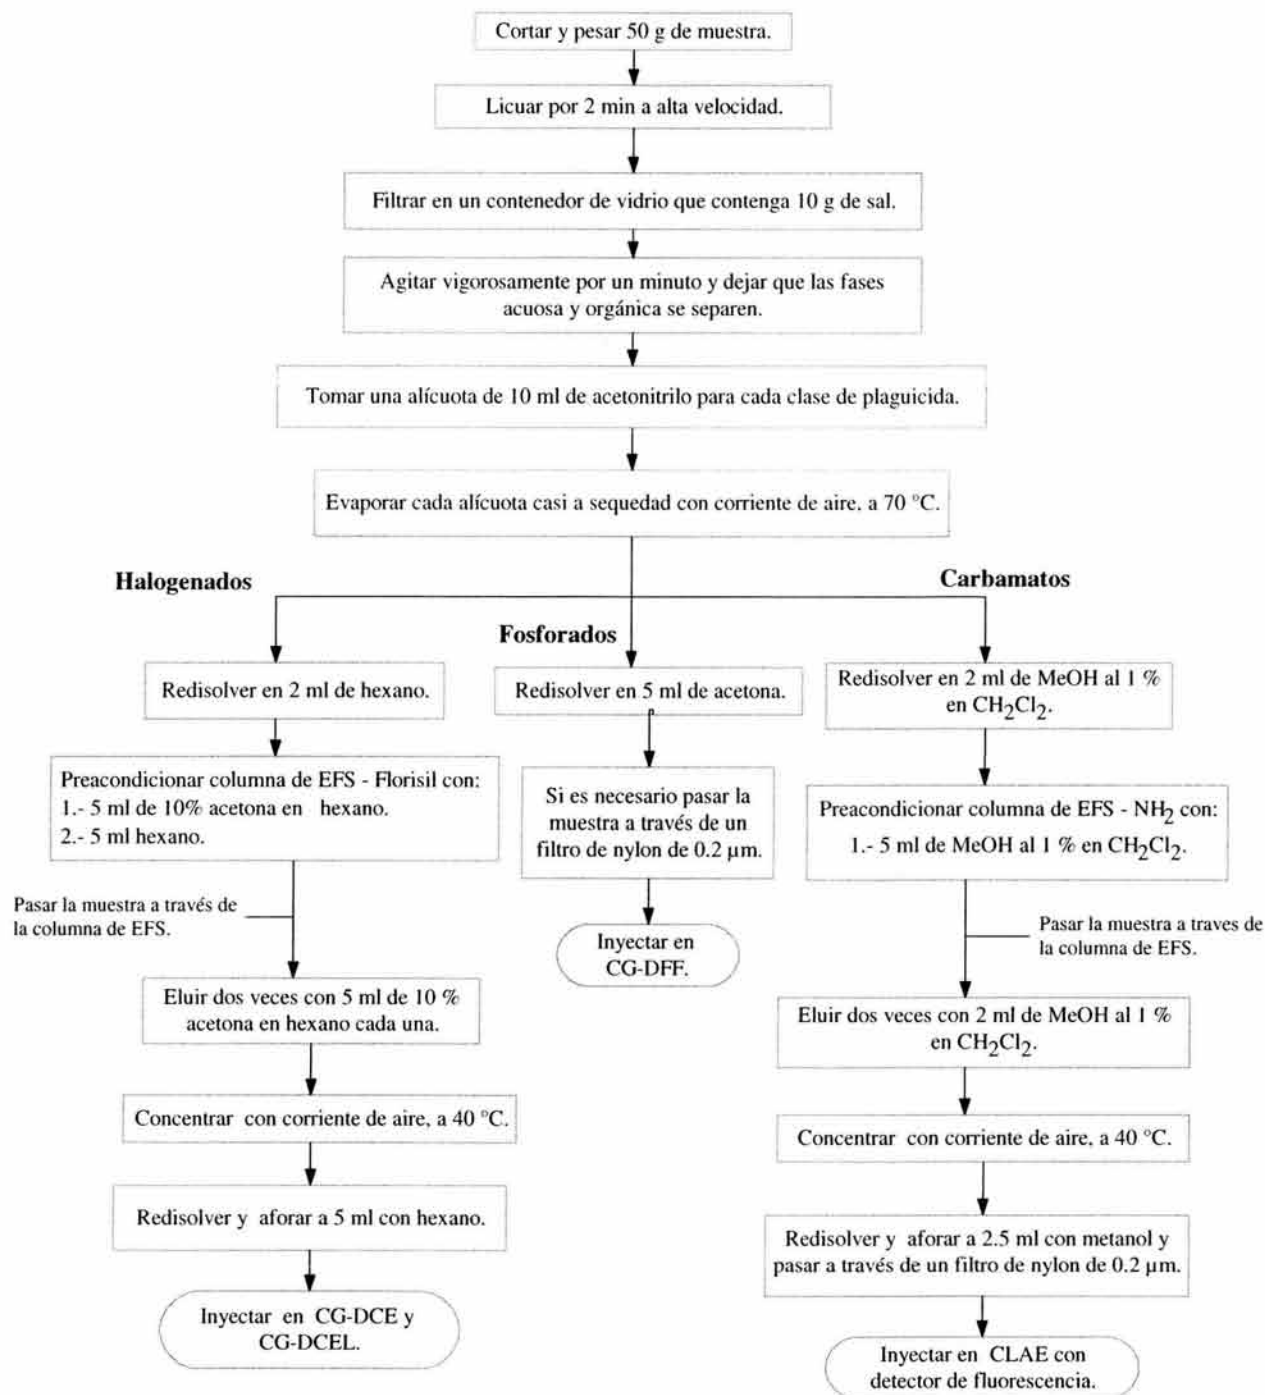 Cortar y pesar 50 g de muestra.
Licuar por 2 min a alta velocidad.
Filtrar en un contenedor de vidrio que contenga 10 g de sal.
Agitar vigorosamente por un minuto y dejar que las fases
acuosa y orgánica se separen.
Tomar una alícuota de 10 ml de acetonitrilo para cada clase de plaguicida.
Evaporar cada alícuota casi a sequedad con corriente de aire, a 70 °C.
Halogenados
Redisolver en 2 ml de hexano.
Preacondicionar columna de EFS - Florisil con:
1.- 5 ml de 10% acetona en hexano.
2.- 5 ml hexano.
Pasar la muestra a través de
la columna de EFS.
Eluir dos veces con 5 ml de 10 %
acetona en hexano cada una.
Concentrar con corriente de aire, a 40 °C.
Redisolver y aforar a 5 ml con hexano.
Inyectar en CG-DCE y
CG-DCEL.
Fosforados
Redisolver en 5 ml de acetona.
Si es necesario pasar la
muestra a través de un
filtro de nylon de 0.2 µm.
Inyectar en
CG-DFF.
Carbamatos
Redisolver en 2 ml de MeOH al 1 %
en CH₂Cl₂.
Preacondicionar columna de EFS - NH₂ con:
1.- 5 ml de MeOH al 1 % en CH₂Cl₂.
Pasar la muestra a traves de
la columna de EFS.
Eluir dos veces con 2 ml de MeOH al 1 %
en CH₂Cl₂.
Concentrar con corriente de aire, a 40 °C.
Redisolver y aforar a 2.5 ml con metanol y
pasar a través de un filtro de nylon de 0.2 µm.
Inyectar en CLAE con
detector de fluorescencia.